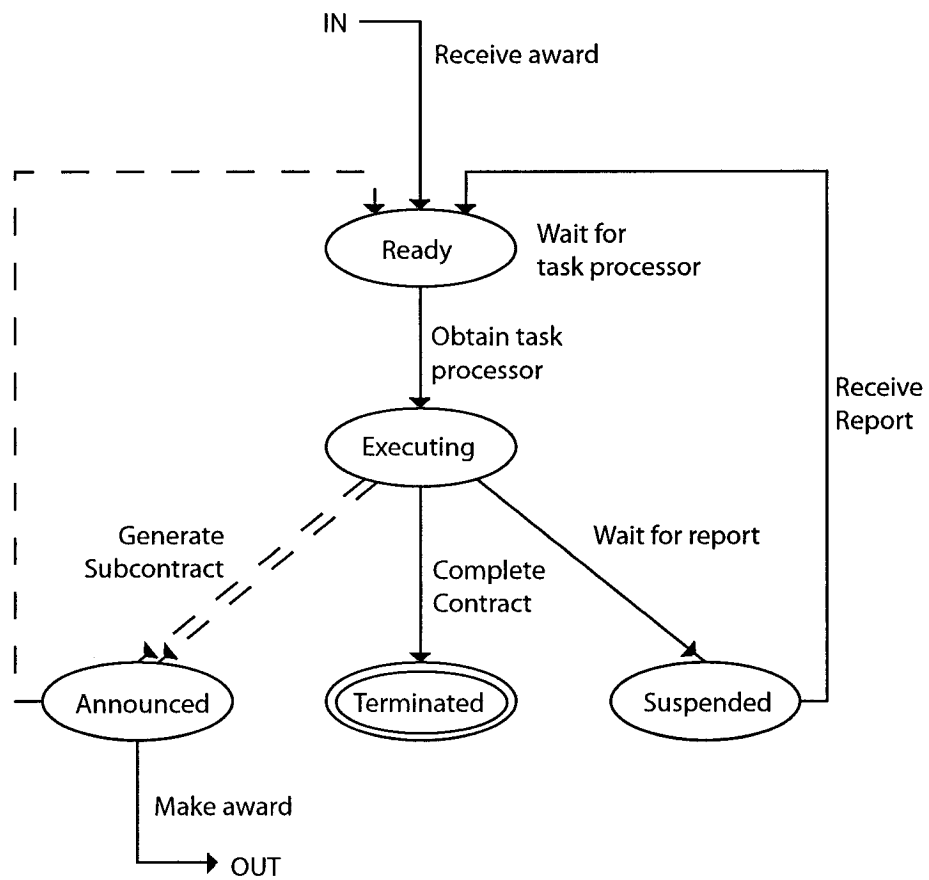 IN
Receive award
Ready
Wait for
task processor
Obtain task
processor
Receive
Report
Executing
Generate
Subcontract
Wait for report
Complete
Contract
Announced
Terminated
Suspended
Make award
OUT